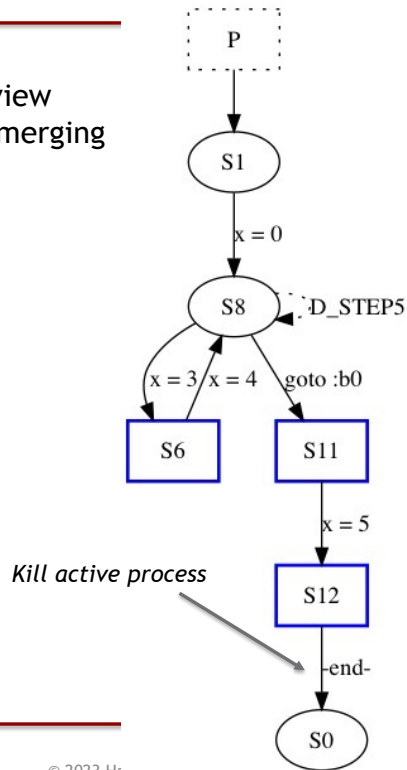 P
view
merging
S1
x = 0
S8
D_STEP5
x = 3
x = 4
goto :b0
S6
S11
x = 5
Kill active process
S12
-end-
S0
© 2023 H